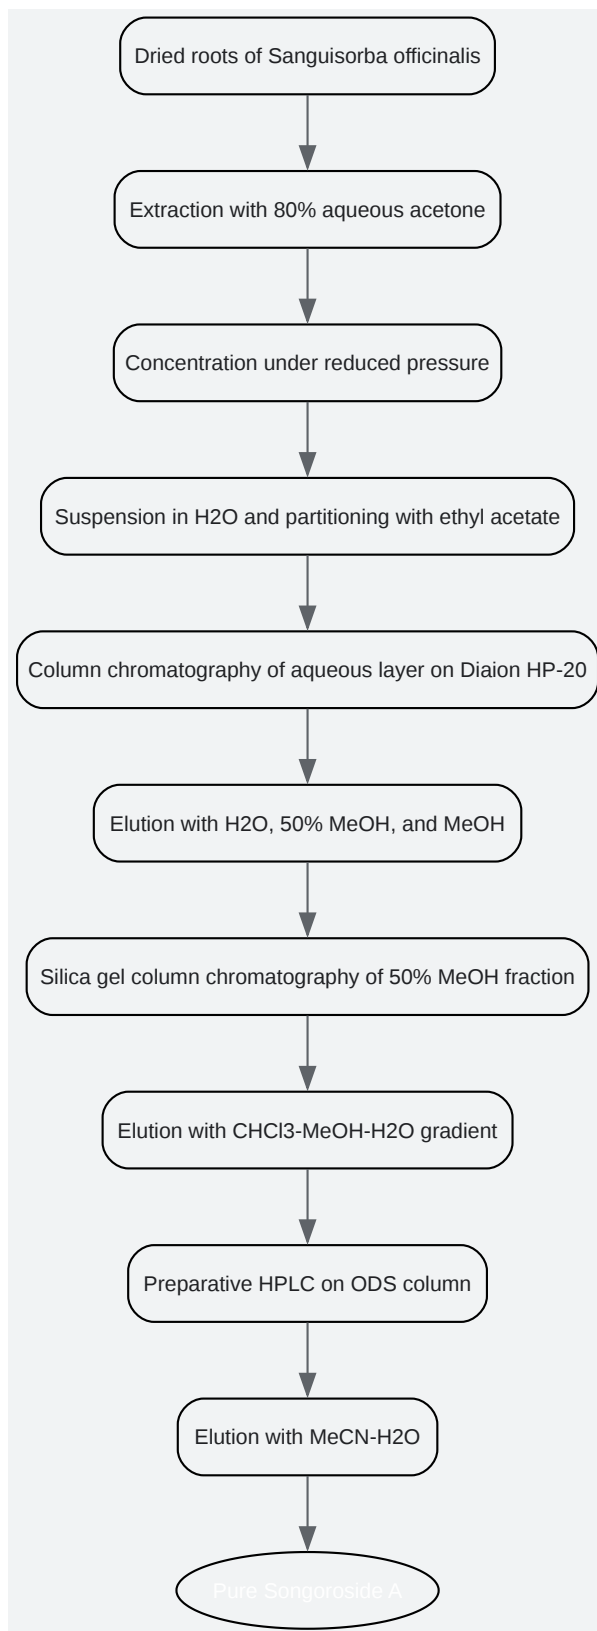 Dried roots of Sanguisorba officinalis
Extraction with 80% aqueous acetone
Concentration under reduced pressure
Suspension in H2O and partitioning with ethyl acetate
Column chromatography of aqueous layer on Diaion HP-20
Elution with H2O, 50% MeOH, and MeOH
Silica gel column chromatography of 50% MeOH fraction
Elution with CHCl3-MeOH-H2O gradient
Preparative HPLC on ODS column
Elution with MeCN-H2O
Pure Songoroside A